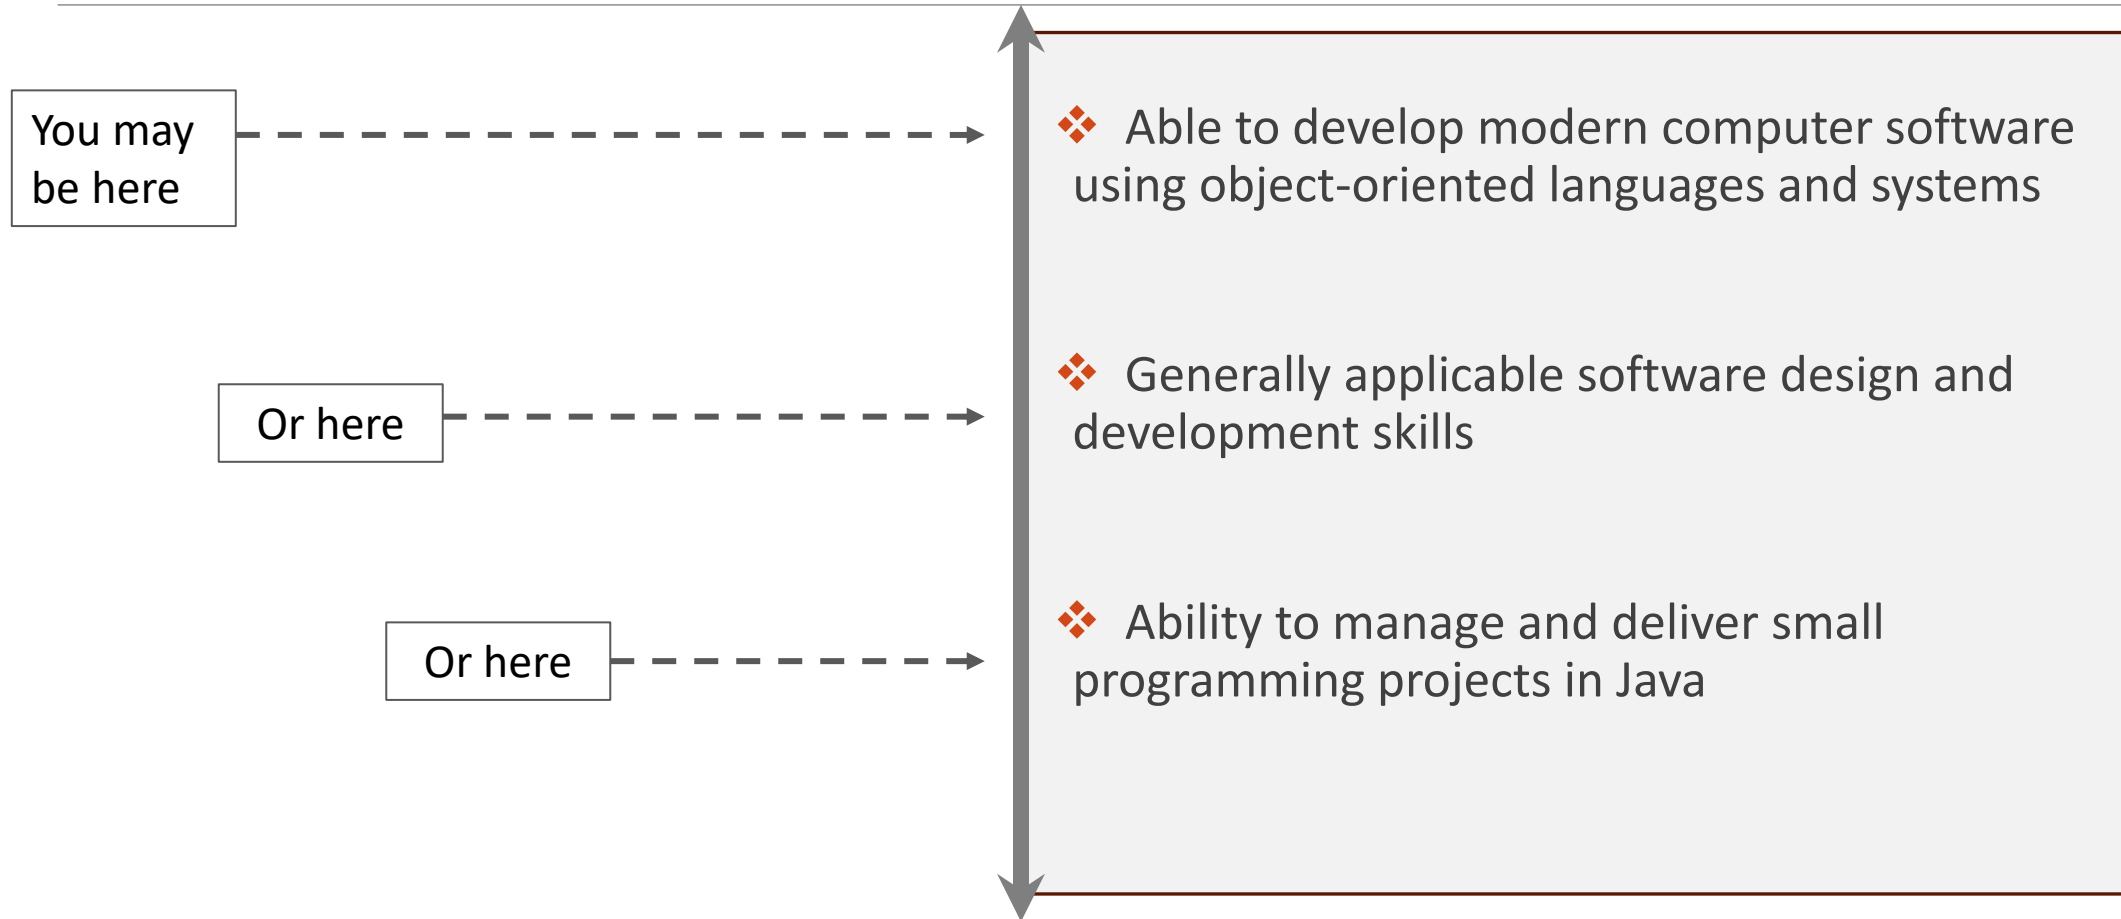 You may
be here
❖ Able to develop modern computer software
using object-oriented languages and systems
Or here
❖ Generally applicable software design and
development skills
Or here
❖ Ability to manage and deliver small
programming projects in Java